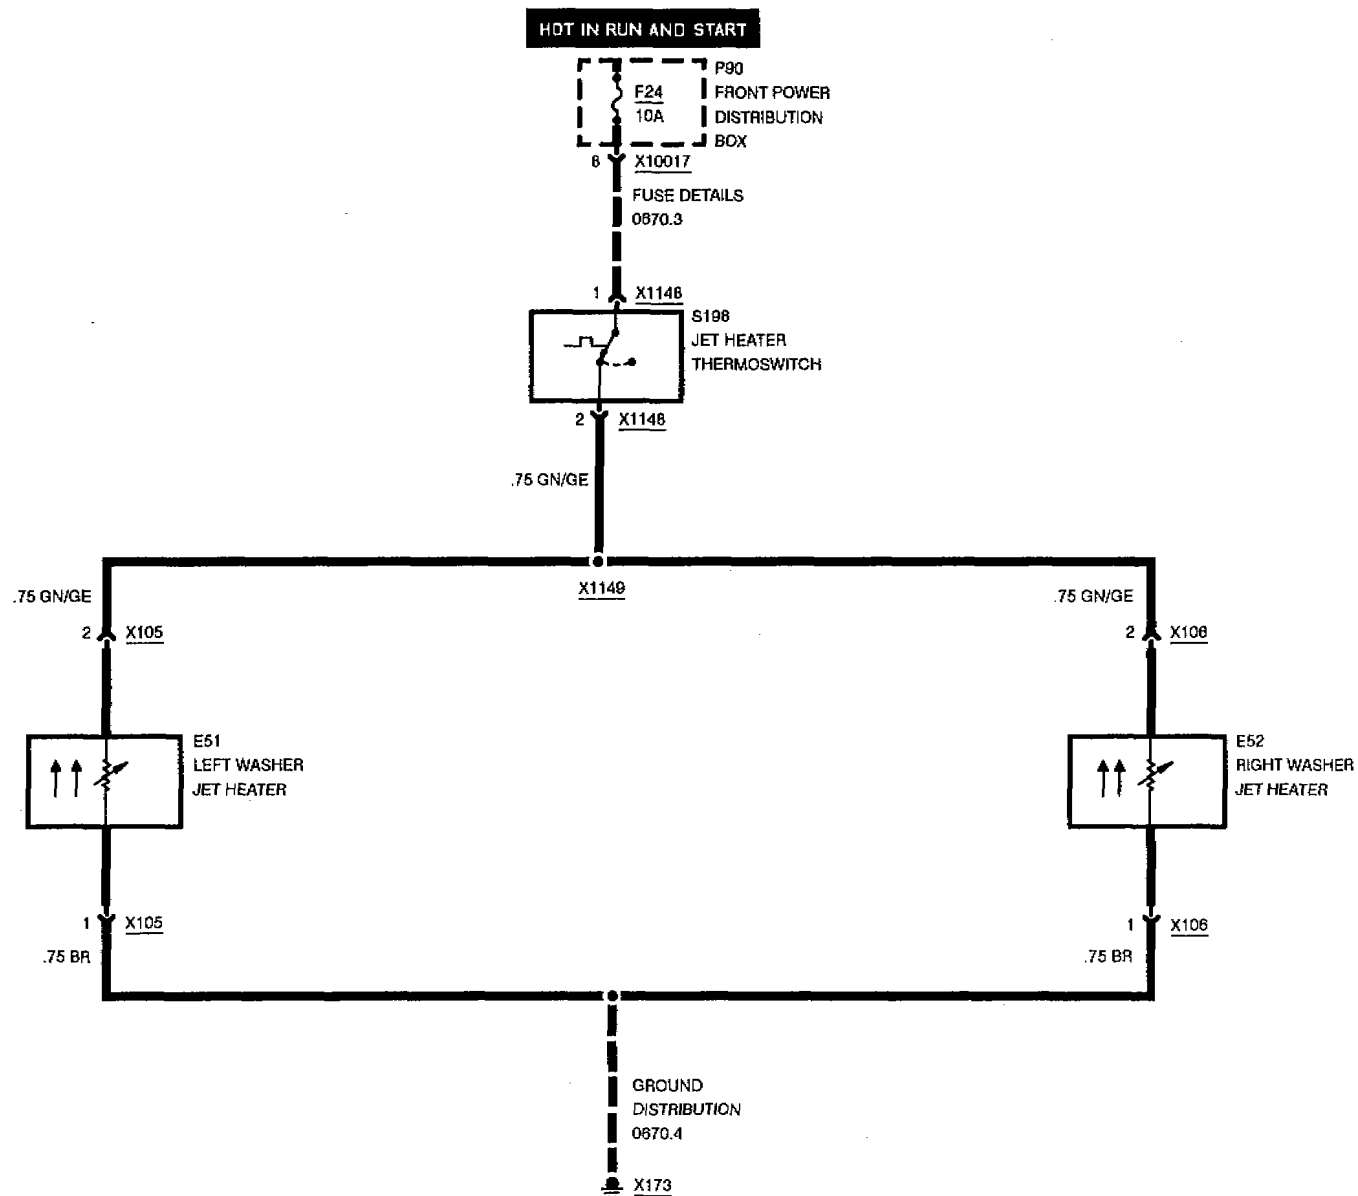 HOT IN RUN AND START
P90
FRONT POWER
DISTRIBUTION
BOX
F24
10A
6 X10017
FUSE DETAILS
0670.3
1 X1148
S198
JET HEATER
THERMOSWITCH
2 X1148
.75 GN/GE
X1149
.75 GN/GE
.75 GN/GE
2 X105
2 X106
E51
LEFT WASHER
JET HEATER
E52
RIGHT WASHER
JET HEATER
1 X105
1 X106
.75 BR
.75 BR
GROUND
DISTRIBUTION
0670.4
X173